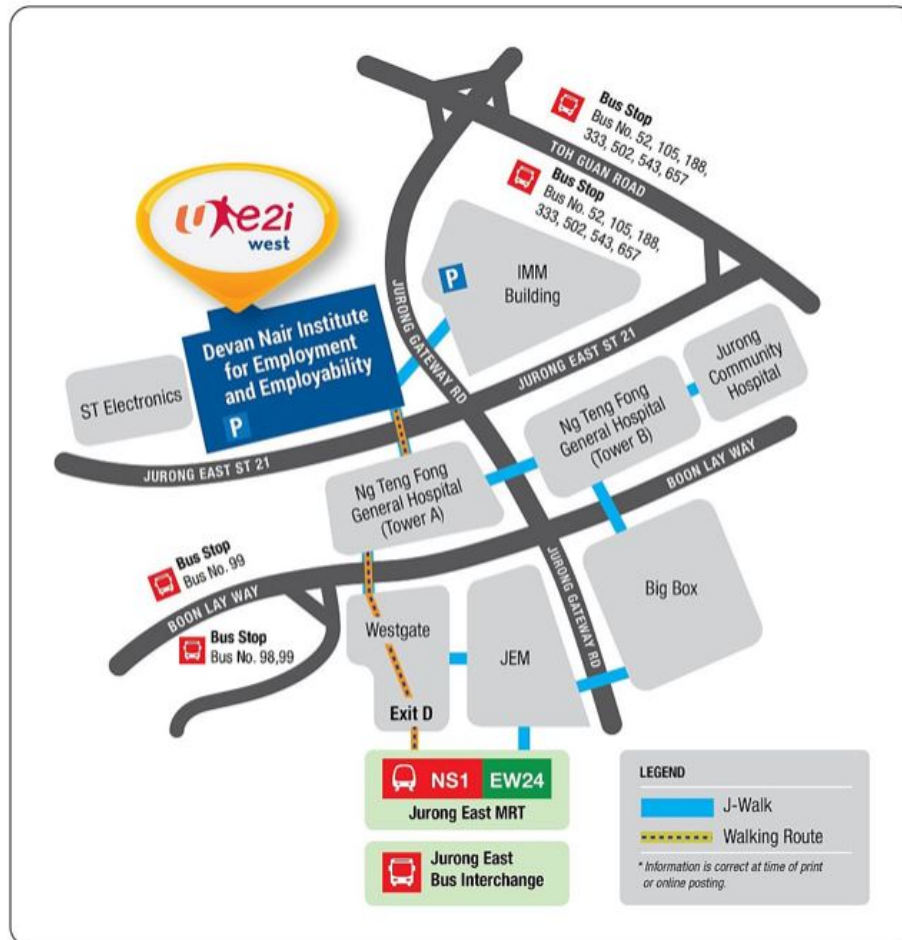 Bus Stop
Bus No. 52, 105, 188,
333, 502, 543, 657
TOH GUAN ROAD
Bus Stop
Bus No. 52, 105, 188,
333, 502, 543, 657
U e2i
west
IMM
Building
P
JURONG GATEWAY RD
Devan Nair Institute
for Employment
and Employability
P
ST Electronics
JURONG EAST ST 21
Jurong
Community
Hospital
Ng Teng Fong
General Hospital
(Tower B)
JURONG EAST ST 21
Ng Teng Fong
General Hospital
(Tower A)
BOON LAY WAY
Bus Stop
Bus No. 99
BOON LAY WAY
Bus Stop
Bus No. 98,99
JURONG GATEWAY RD
Big Box
Westgate
JEM
Exit D
NS1 EW24
Jurong East MRT
Jurong East
Bus Interchange
LEGEND
J-Walk
Walking Route
* Information is correct at time of print
or online posting.